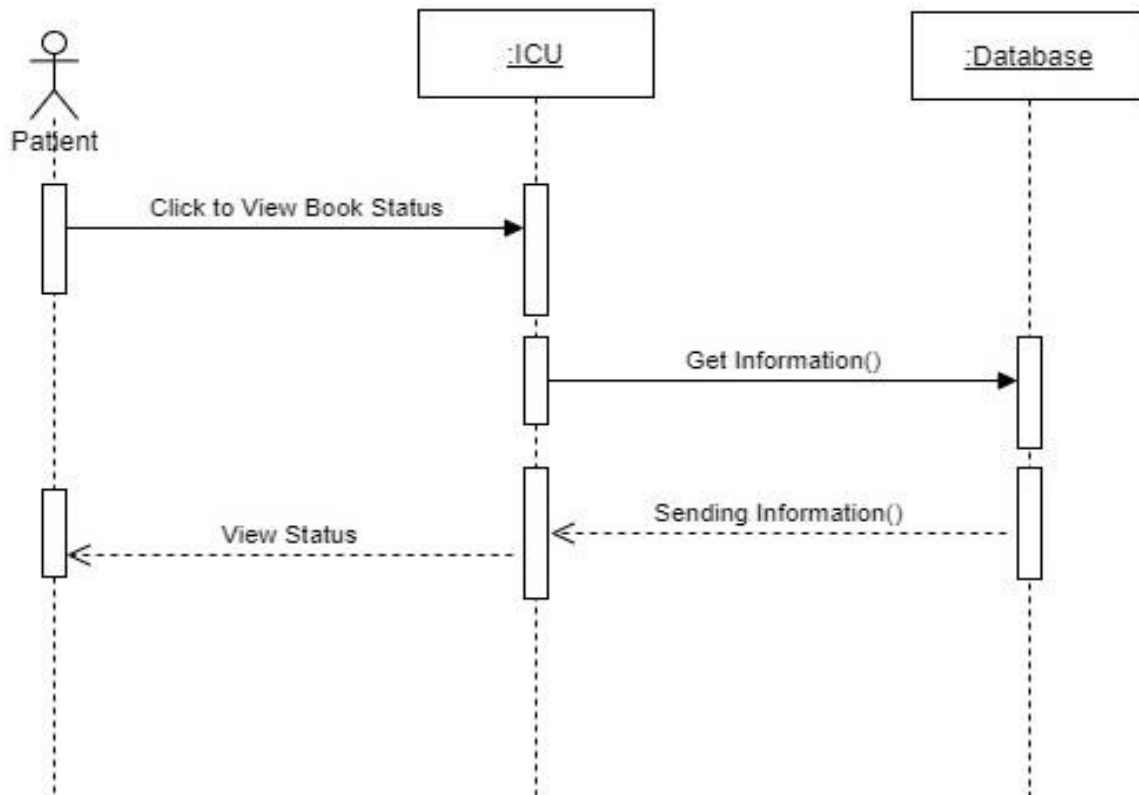 :ICU
:Database
Patient
Click to View Book Status
Get Information()
Sending Information()
View Status